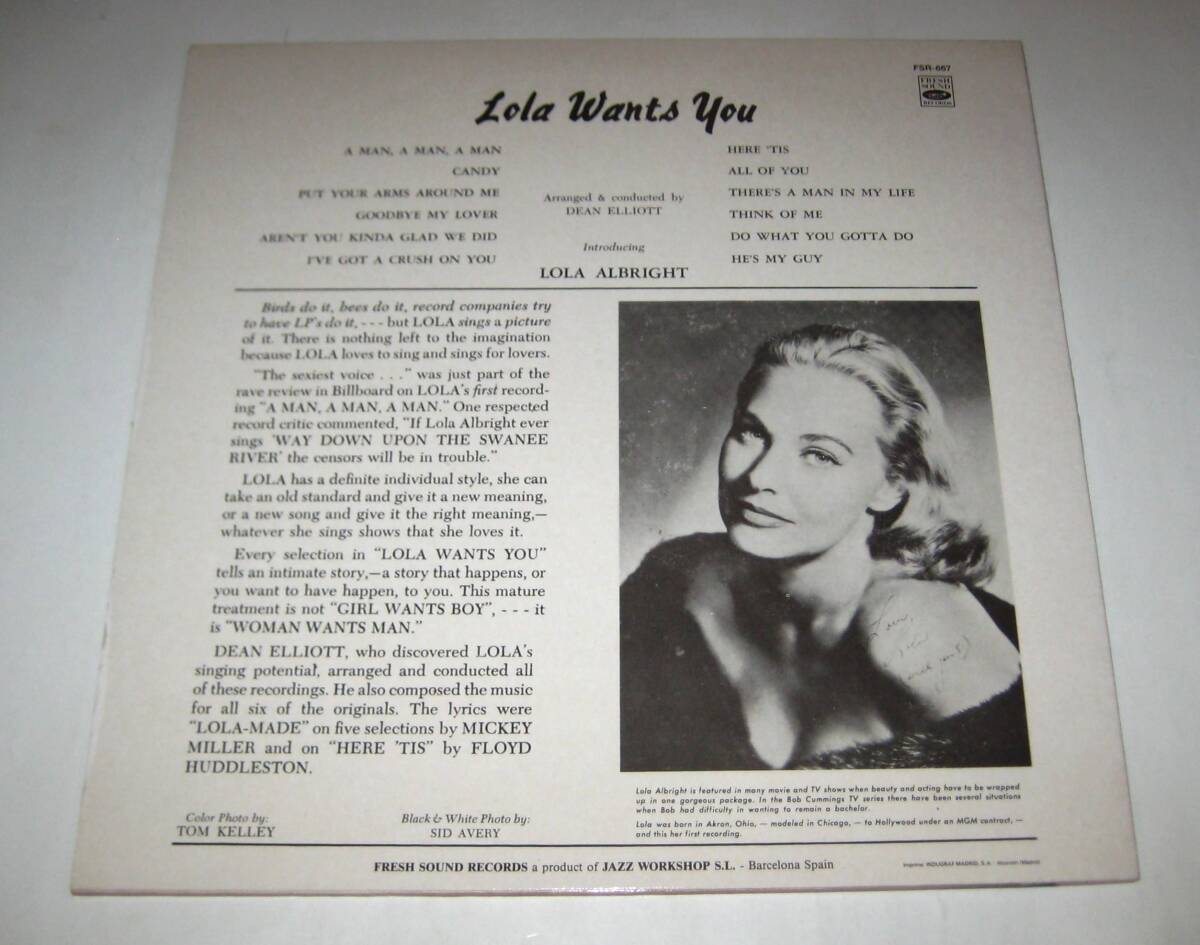 FSR-667
FRESH
SOUND
RECORDS
Lola Wants You
A MAN, A MAN, A MAN
CANDY
PUT YOUR ARMS AROUND ME
GOODBYE MY LOVER
AREN'T YOU KINDA GLAD WE DID
I'VE GOT A CRUSH ON YOU
Arranged & conducted by
DEAN ELLIOTT
Introducing
LOLA ALBRIGHT
HERE 'TIS
ALL OF YOU
THERE'S A MAN IN MY LIFE
THINK OF ME
DO WHAT YOU GOTTA DO
HE'S MY GUY
Birds do it, bees do it, record companies try
to have LP's do it, - - - but LOLA sings a picture
of it. There is nothing left to the imagination
because LOLA loves to sing and sings for lovers.
"The sexiest voice . . ." was just part of the
rave review in Billboard on LOLA's first record-
ing "A MAN, A MAN, A MAN." One respected
record critic commented, "If Lola Albright ever
sings 'WAY DOWN UPON THE SWANEE
RIVER' the censors will be in trouble."
LOLA has a definite individual style, she can
take an old standard and give it a new meaning,
or a new song and give it the right meaning,—
whatever she sings shows that she loves it.
Every selection in "LOLA WANTS YOU"
tells an intimate story,—a story that happens, or
you want to have happen, to you. This mature
treatment is not "GIRL WANTS BOY", - - - it
is "WOMAN WANTS MAN."
DEAN ELLIOTT, who discovered LOLA's
singing potential, arranged and conducted all
of these recordings. He also composed the music
for all six of the originals. The lyrics were
"LOLA-MADE" on five selections by MICKEY
MILLER and on "HERE 'TIS" by FLOYD
HUDDLESTON.
Color Photo by:
TOM KELLEY
Black & White Photo by:
SID AVERY
Lola Albright is featured in many movie and TV shows when beauty and acting have to be wrapped
up in one gorgeous package. In the Bob Cummings TV series there have been several situations
when Bob had difficulty in wanting to remain a bachelor.
Lola was born in Akron, Ohio, — modeled in Chicago, — to Hollywood under an MGM contract, —
and this her first recording.
FRESH SOUND RECORDS a product of JAZZ WORKSHOP S.L. - Barcelona Spain